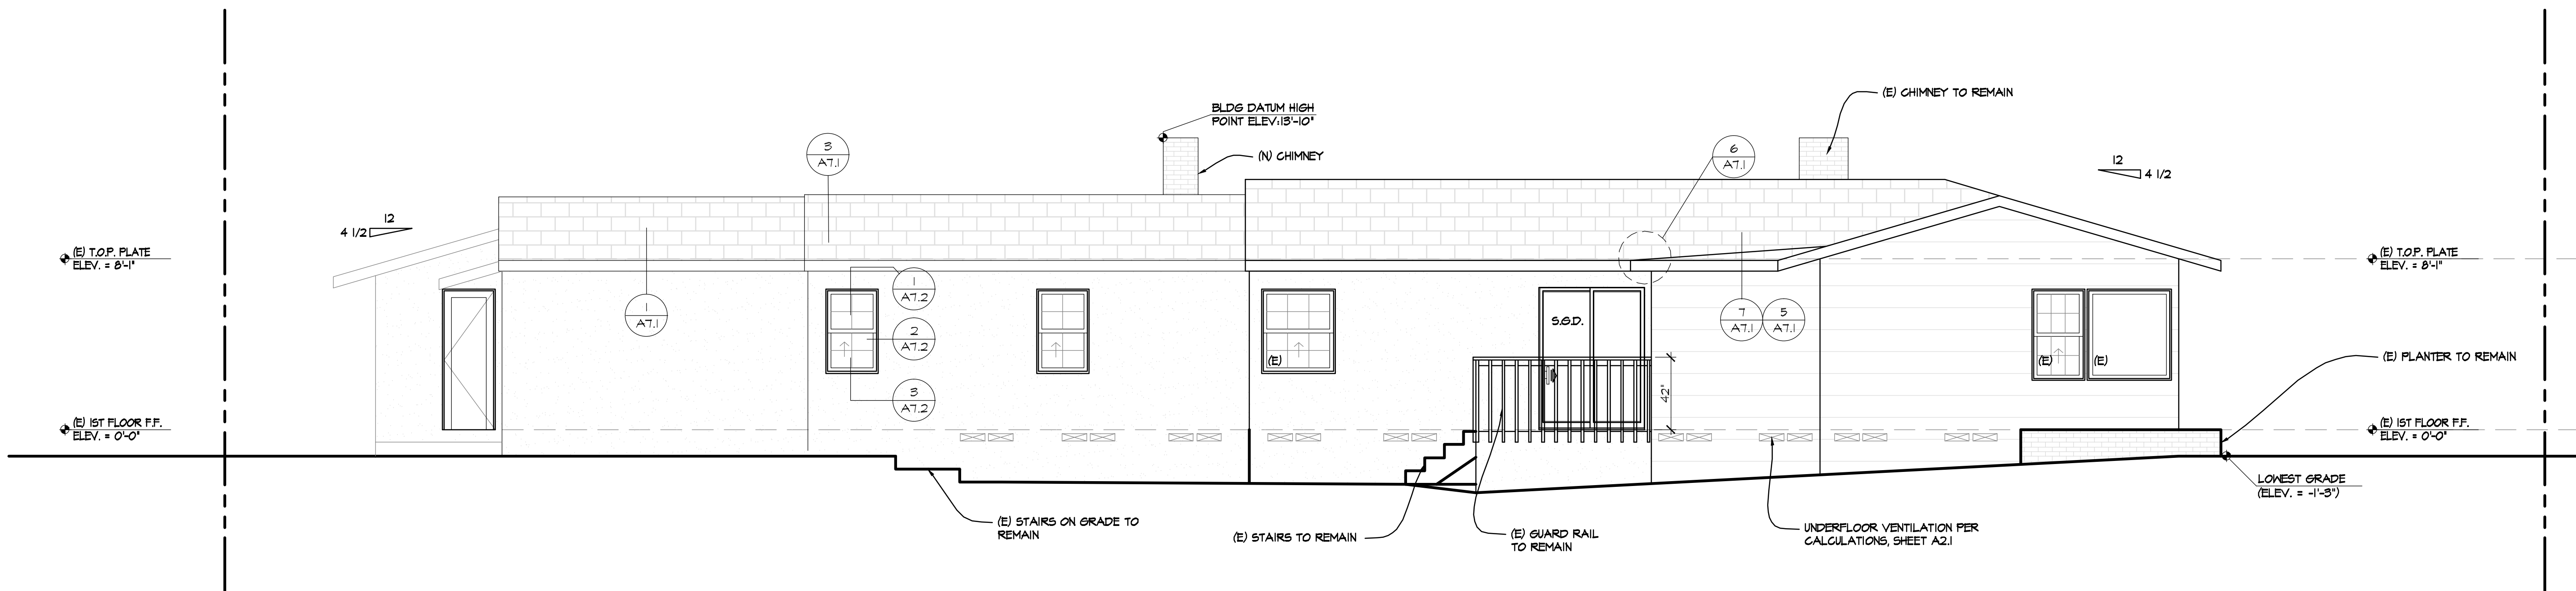 (E) CHIMNEY TO REMAIN
BLDG DATUM HIGH
POINT ELEV:13'-10"
(N) CHIMNEY
3
A7.1
6
A7.1
12
4 1/2
12
4 1/2
(E) T.O.P. PLATE
ELEV. = 8'-1"
(E) T.O.P. PLATE
ELEV. = 8'-1"
1
A7.2
1
A7.1
2
A7.2
3
A7.2
S.G.D.
7
A7.1
5
A7.1
(E)
(E)
(E)
(E) PLANTER TO REMAIN
42"
(E) 1ST FLOOR F.F.
ELEV. = 0'-0"
(E) 1ST FLOOR F.F.
ELEV. = 0'-0"
LOWEST GRADE
(ELEV. = -1'-3")
(E) STAIRS ON GRADE TO
REMAIN
(E) STAIRS TO REMAIN
(E) GUARD RAIL
TO REMAIN
UNDERFLOOR VENTILATION PER
CALCULATIONS, SHEET A2.1